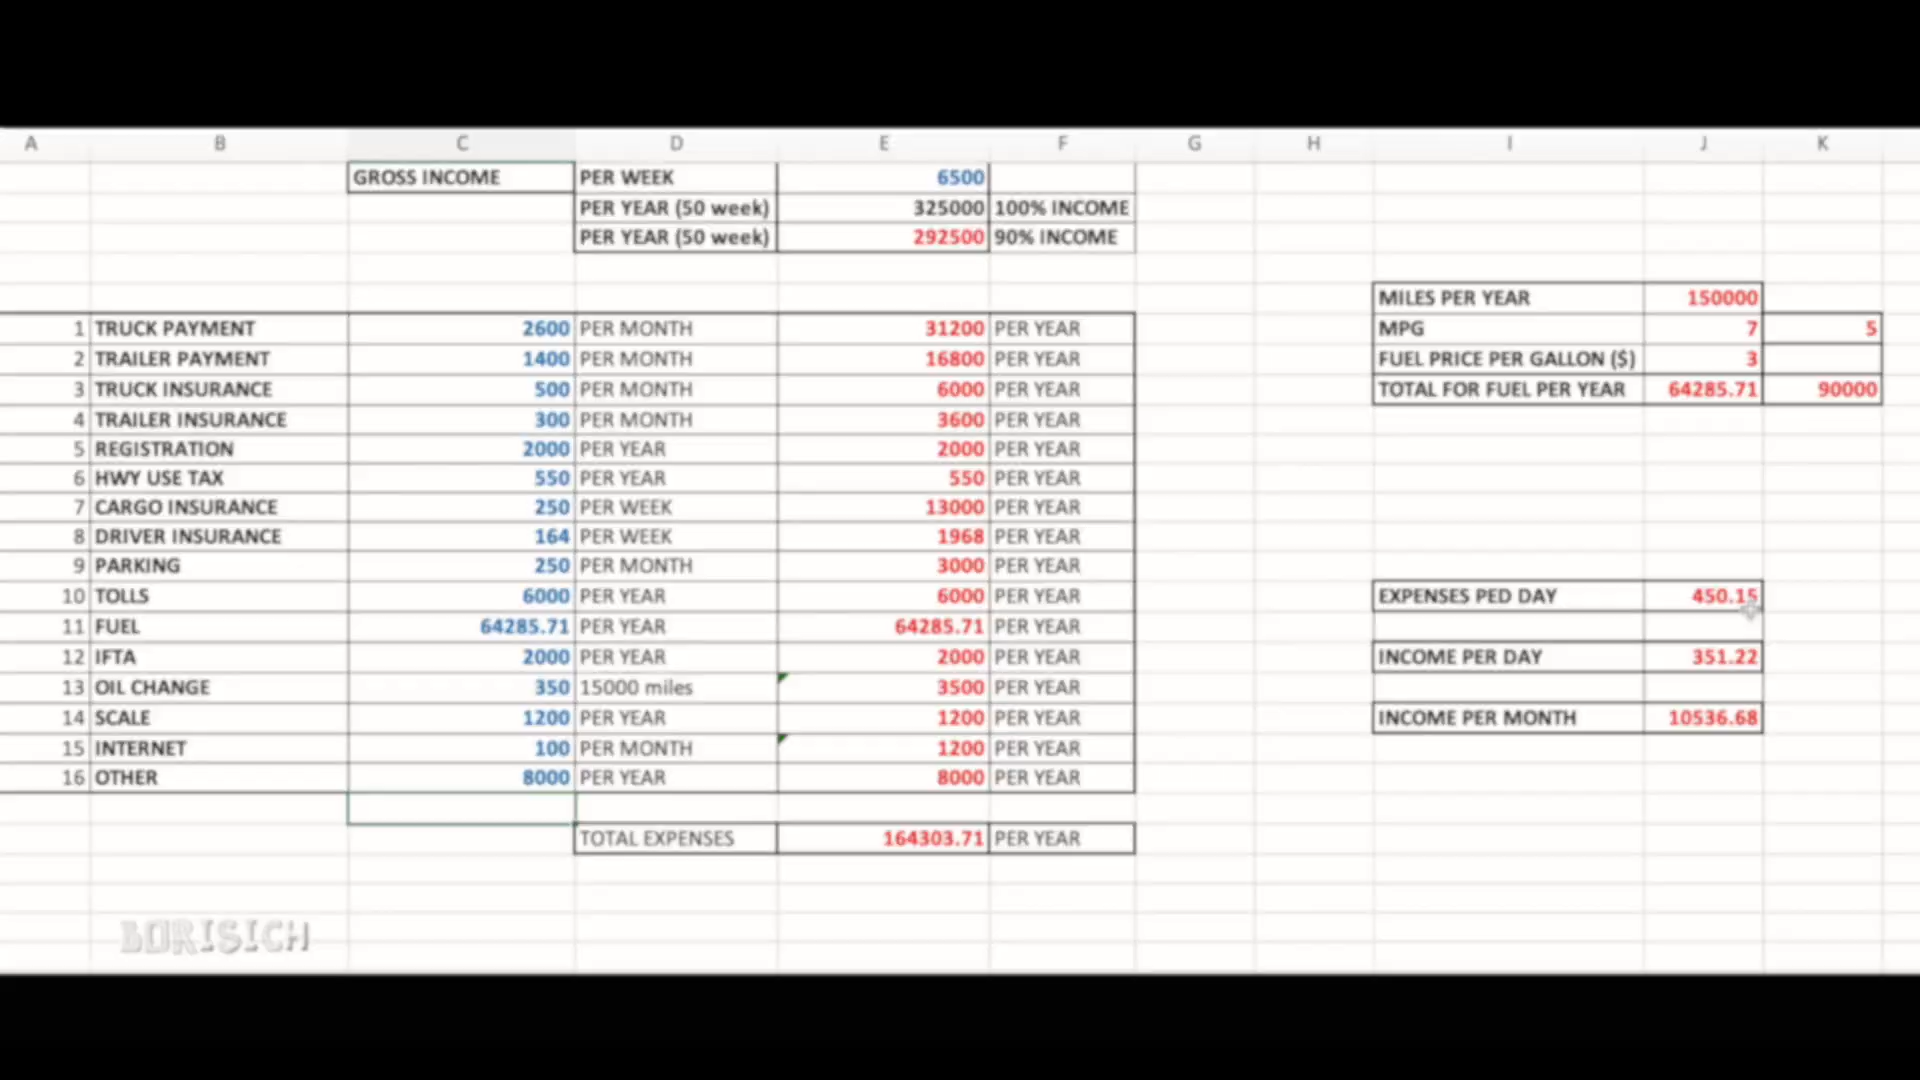 A B C D E F G H I J K
GROSS INCOME PER WEEK 6500
PER YEAR (50 week) 325000 100% INCOME
PER YEAR (50 week) 292500 90% INCOME
MILES PER YEAR 150000
1 TRUCK PAYMENT 2600 PER MONTH 31200 PER YEAR MPG 7 5
2 TRAILER PAYMENT 1400 PER MONTH 16800 PER YEAR FUEL PRICE PER GALLON ($) 3
3 TRUCK INSURANCE 500 PER MONTH 6000 PER YEAR TOTAL FOR FUEL PER YEAR 64285.71 90000
4 TRAILER INSURANCE 300 PER MONTH 3600 PER YEAR
5 REGISTRATION 2000 PER YEAR 2000 PER YEAR
6 HWY USE TAX 550 PER YEAR 550 PER YEAR
7 CARGO INSURANCE 250 PER WEEK 13000 PER YEAR
8 DRIVER INSURANCE 164 PER WEEK 1968 PER YEAR
9 PARKING 250 PER MONTH 3000 PER YEAR
10 TOLLS 6000 PER YEAR 6000 PER YEAR EXPENSES PED DAY 450.15
11 FUEL 64285.71 PER YEAR 64285.71 PER YEAR
12 IFTA 2000 PER YEAR 2000 PER YEAR INCOME PER DAY 351.22
13 OIL CHANGE 350 15000 miles 3500 PER YEAR
14 SCALE 1200 PER YEAR 1200 PER YEAR INCOME PER MONTH 10536.68
15 INTERNET 100 PER MONTH 1200 PER YEAR
16 OTHER 8000 PER YEAR 8000 PER YEAR
TOTAL EXPENSES 164303.71 PER YEAR
BORISICH